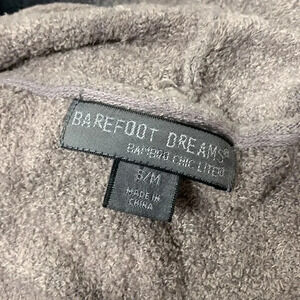 BAREFOOT DREAMS®
BAMBOO CHIC LITE®
S/M
MADE IN
CHINA